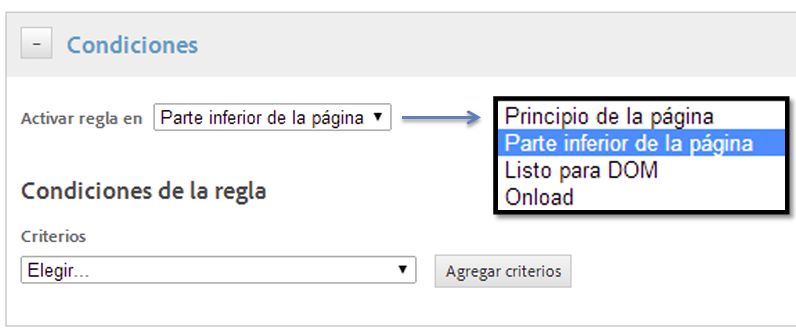 Condiciones
Activar regla en Parte inferior de la página
Principio de la página
Parte inferior de la página
Listo para DOM
Onload
Condiciones de la regla
Criterios
Elegir...
Agregar criterios